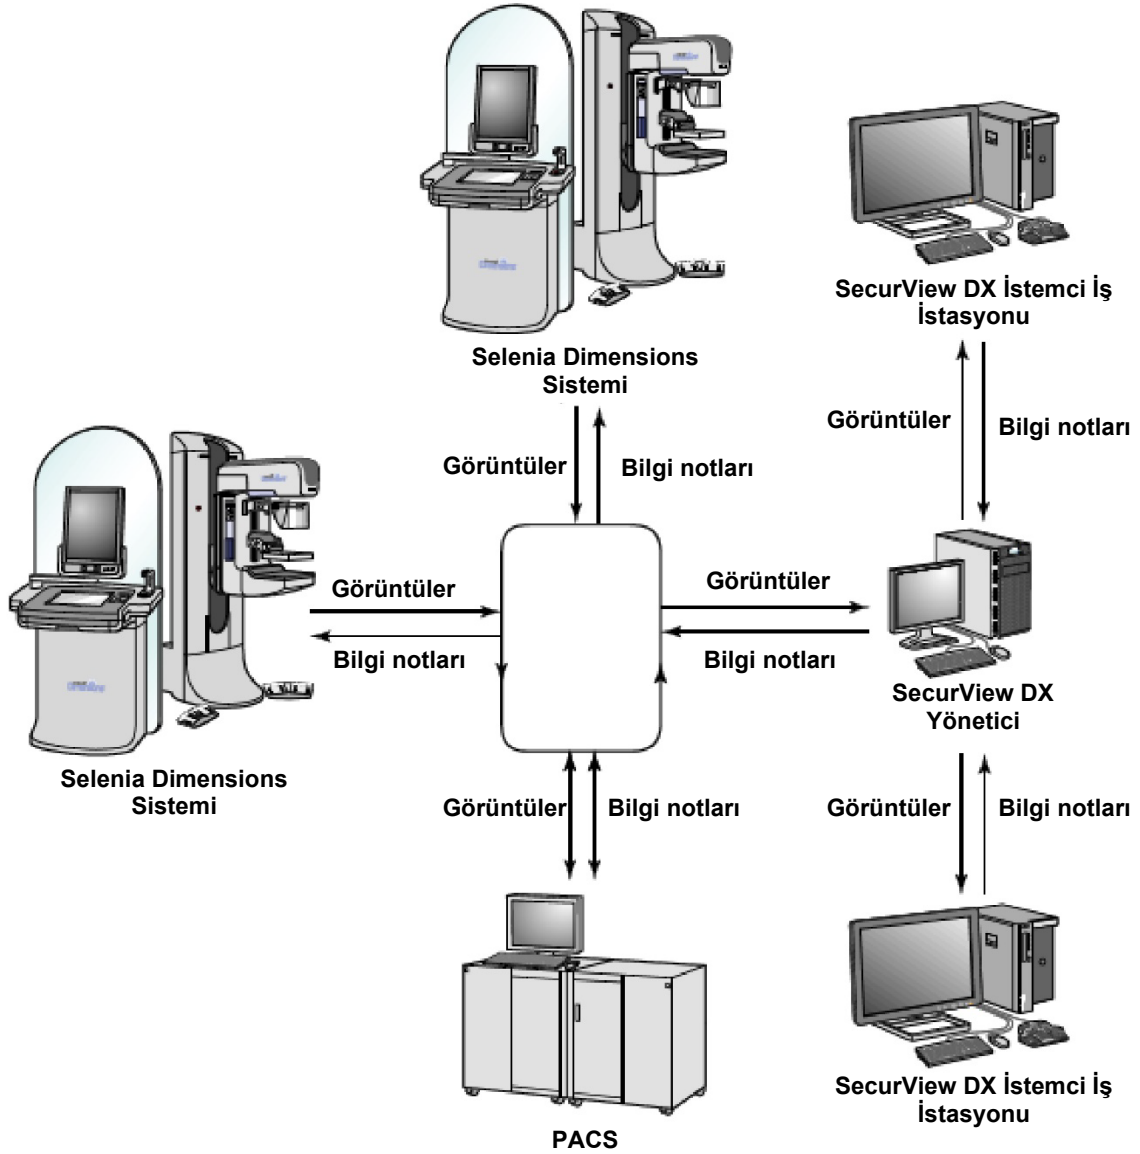 SecurView DX İstemci İş
İstasyonu
Selenia Dimensions
Sistemi
Görüntüler
Bilgi notları
Görüntüler
Bilgi notları
Görüntüler
Bilgi notları
Görüntüler
Bilgi notları
SecurView DX
Yönetici
Selenia Dimensions
Sistemi
Görüntüler
Bilgi notları
Görüntüler
Bilgi notları
SecurView DX İstemci İş
İstasyonu
PACS